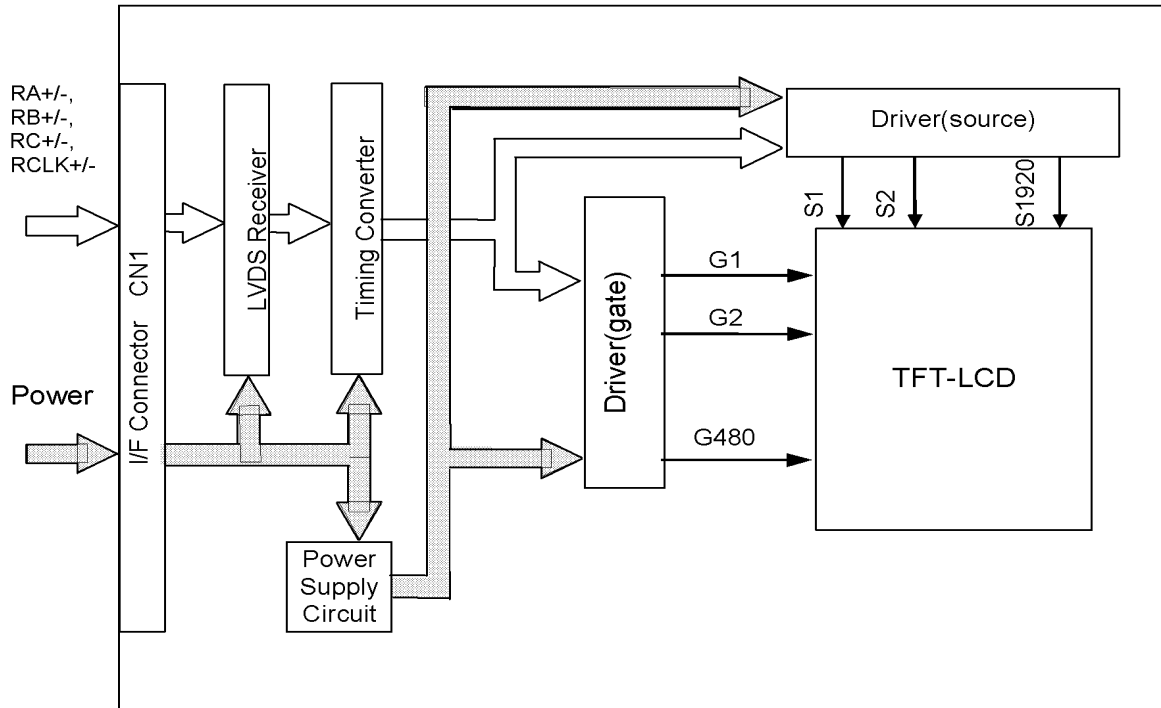 RA+/-,
RB+/-,
RC+/-,
RCLK+/-
Power
I/F Connector CN1
LVDS Receiver
Timing Converter
Power
Supply
Circuit
Driver(gate)
Driver(source)
S1
S2
S1920
G1
G2
G480
TFT-LCD